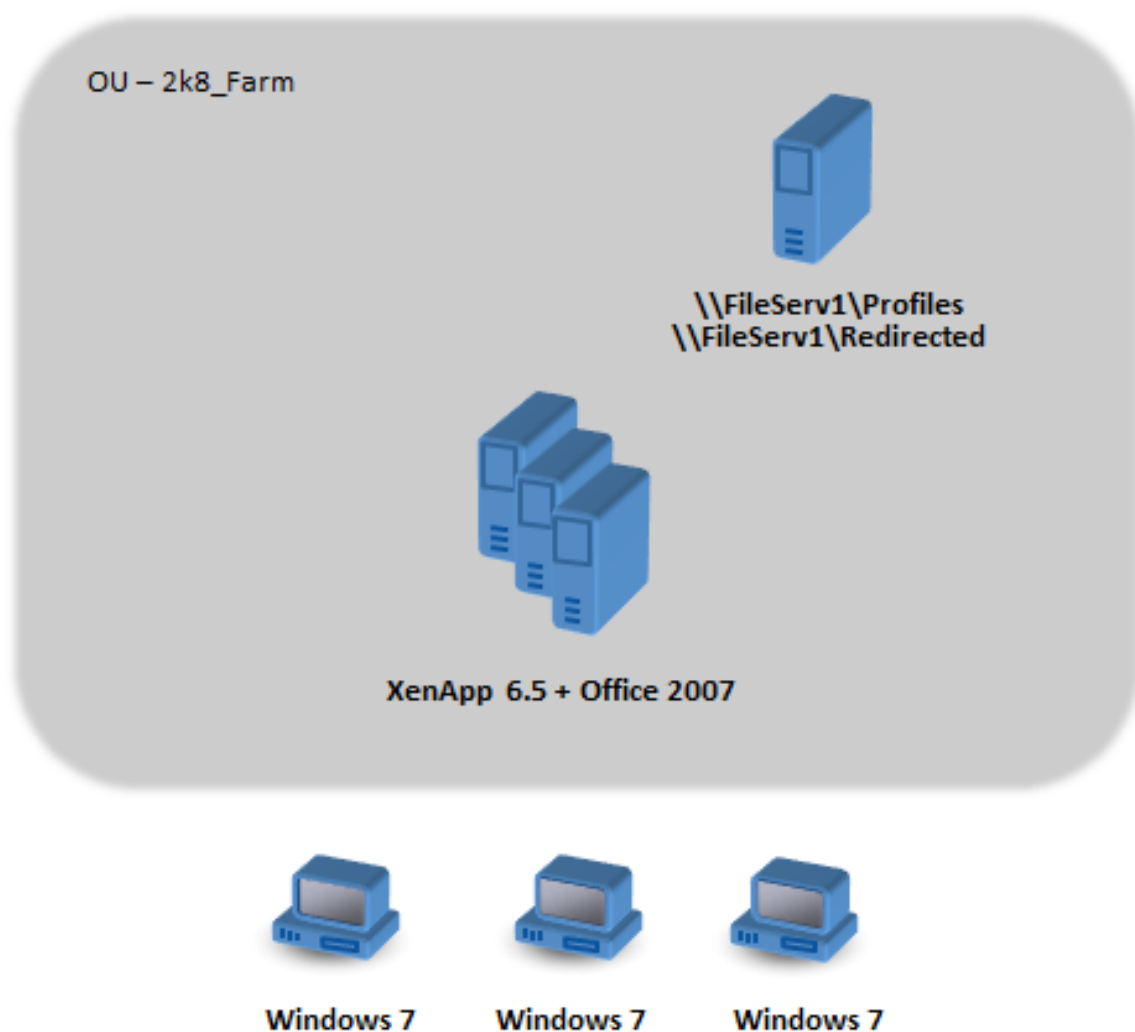 OU – 2k8_Farm
\\FileServ1\Profiles
\\FileServ1\Redirected
XenApp 6.5 + Office 2007
Windows 7
Windows 7
Windows 7